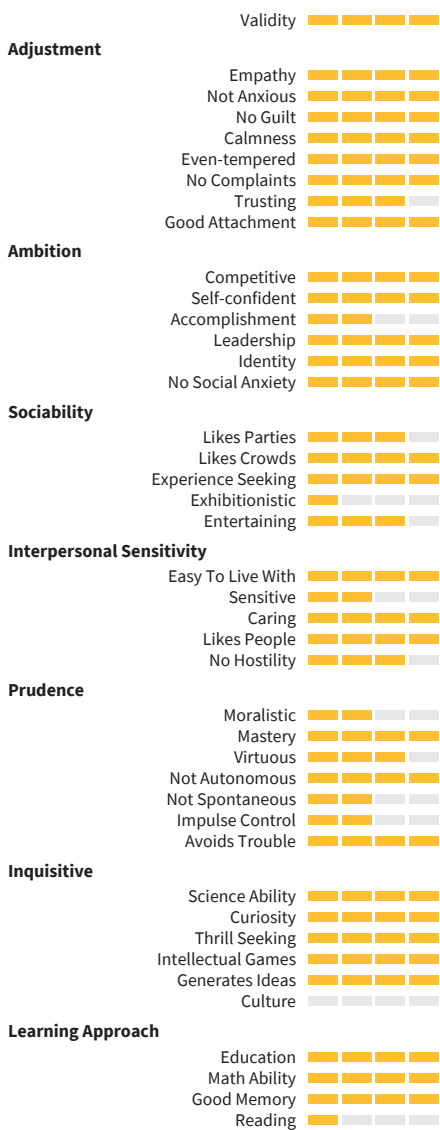 Validity
Adjustment
Empathy
Not Anxious
No Guilt
Calmness
Even-tempered
No Complaints
Trusting
Good Attachment
Ambition
Competitive
Self-confident
Accomplishment
Leadership
Identity
No Social Anxiety
Sociability
Likes Parties
Likes Crowds
Experience Seeking
Exhibitionistic
Entertaining
Interpersonal Sensitivity
Easy To Live With
Sensitive
Caring
Likes People
No Hostility
Prudence
Moralistic
Mastery
Virtuous
Not Autonomous
Not Spontaneous
Impulse Control
Avoids Trouble
Inquisitive
Science Ability
Curiosity
Thrill Seeking
Intellectual Games
Generates Ideas
Culture
Learning Approach
Education
Math Ability
Good Memory
Reading